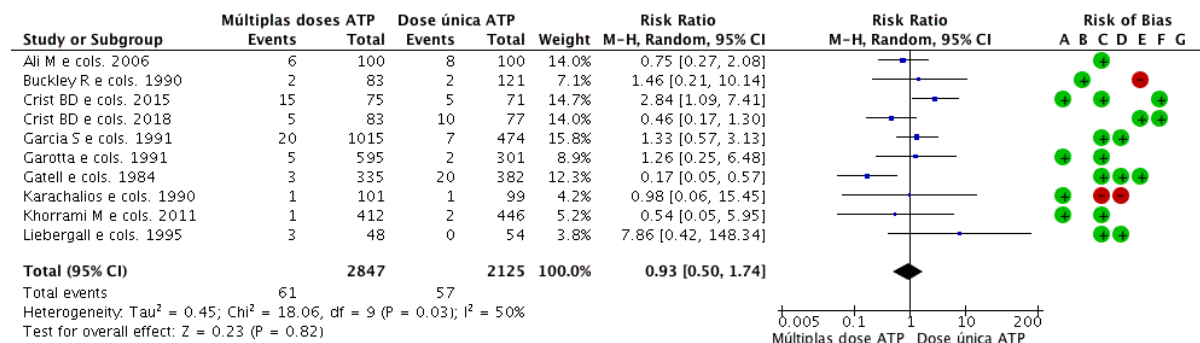 Múltiplas doses ATP Dose única ATP Risk Ratio Risk Ratio Risk of Bias
Study or Subgroup Events Total Events Total Weight M-H, Random, 95% CI M-H, Random, 95% CI A B C D E F G
Ali M e cols. 2006 6 100 8 100 14.0% 0.75 [0.27, 2.08]
Buckley R e cols. 1990 2 83 2 121 7.1% 1.46 [0.21, 10.14]
Crist BD e cols. 2015 15 75 5 71 14.7% 2.84 [1.09, 7.41]
Crist BD e cols. 2018 5 83 10 77 17.0% 0.46 [0.17, 1.30]
Garcia S e cols. 1991 20 1015 7 474 15.8% 1.33 [0.57, 3.13]
Garotta e cols. 1991 5 595 2 301 8.9% 1.26 [0.25, 6.48]
Gatell e cols. 1984 3 335 20 382 12.3% 0.17 [0.05, 0.57]
Karachalios e cols. 1990 1 101 1 99 4.2% 0.98 [0.06, 15.45]
Khorrami M e cols. 2011 1 412 2 446 5.2% 0.54 [0.05, 5.95]
Liebergall e cols. 1995 3 48 0 54 3.8% 7.86 [0.42, 148.34]
Total (95% CI) 2847 2125 100.0% 0.93 [0.50, 1.74]
Total events 61 57
Heterogeneity: Tau² = 0.45; Chi² = 18.06, df = 9 (P = 0.03); I² = 50%
Test for overall effect: Z = 0.23 (P = 0.82)
0.005 0.1 1 10 200
Múltiplas dose ATP Dose única ATP